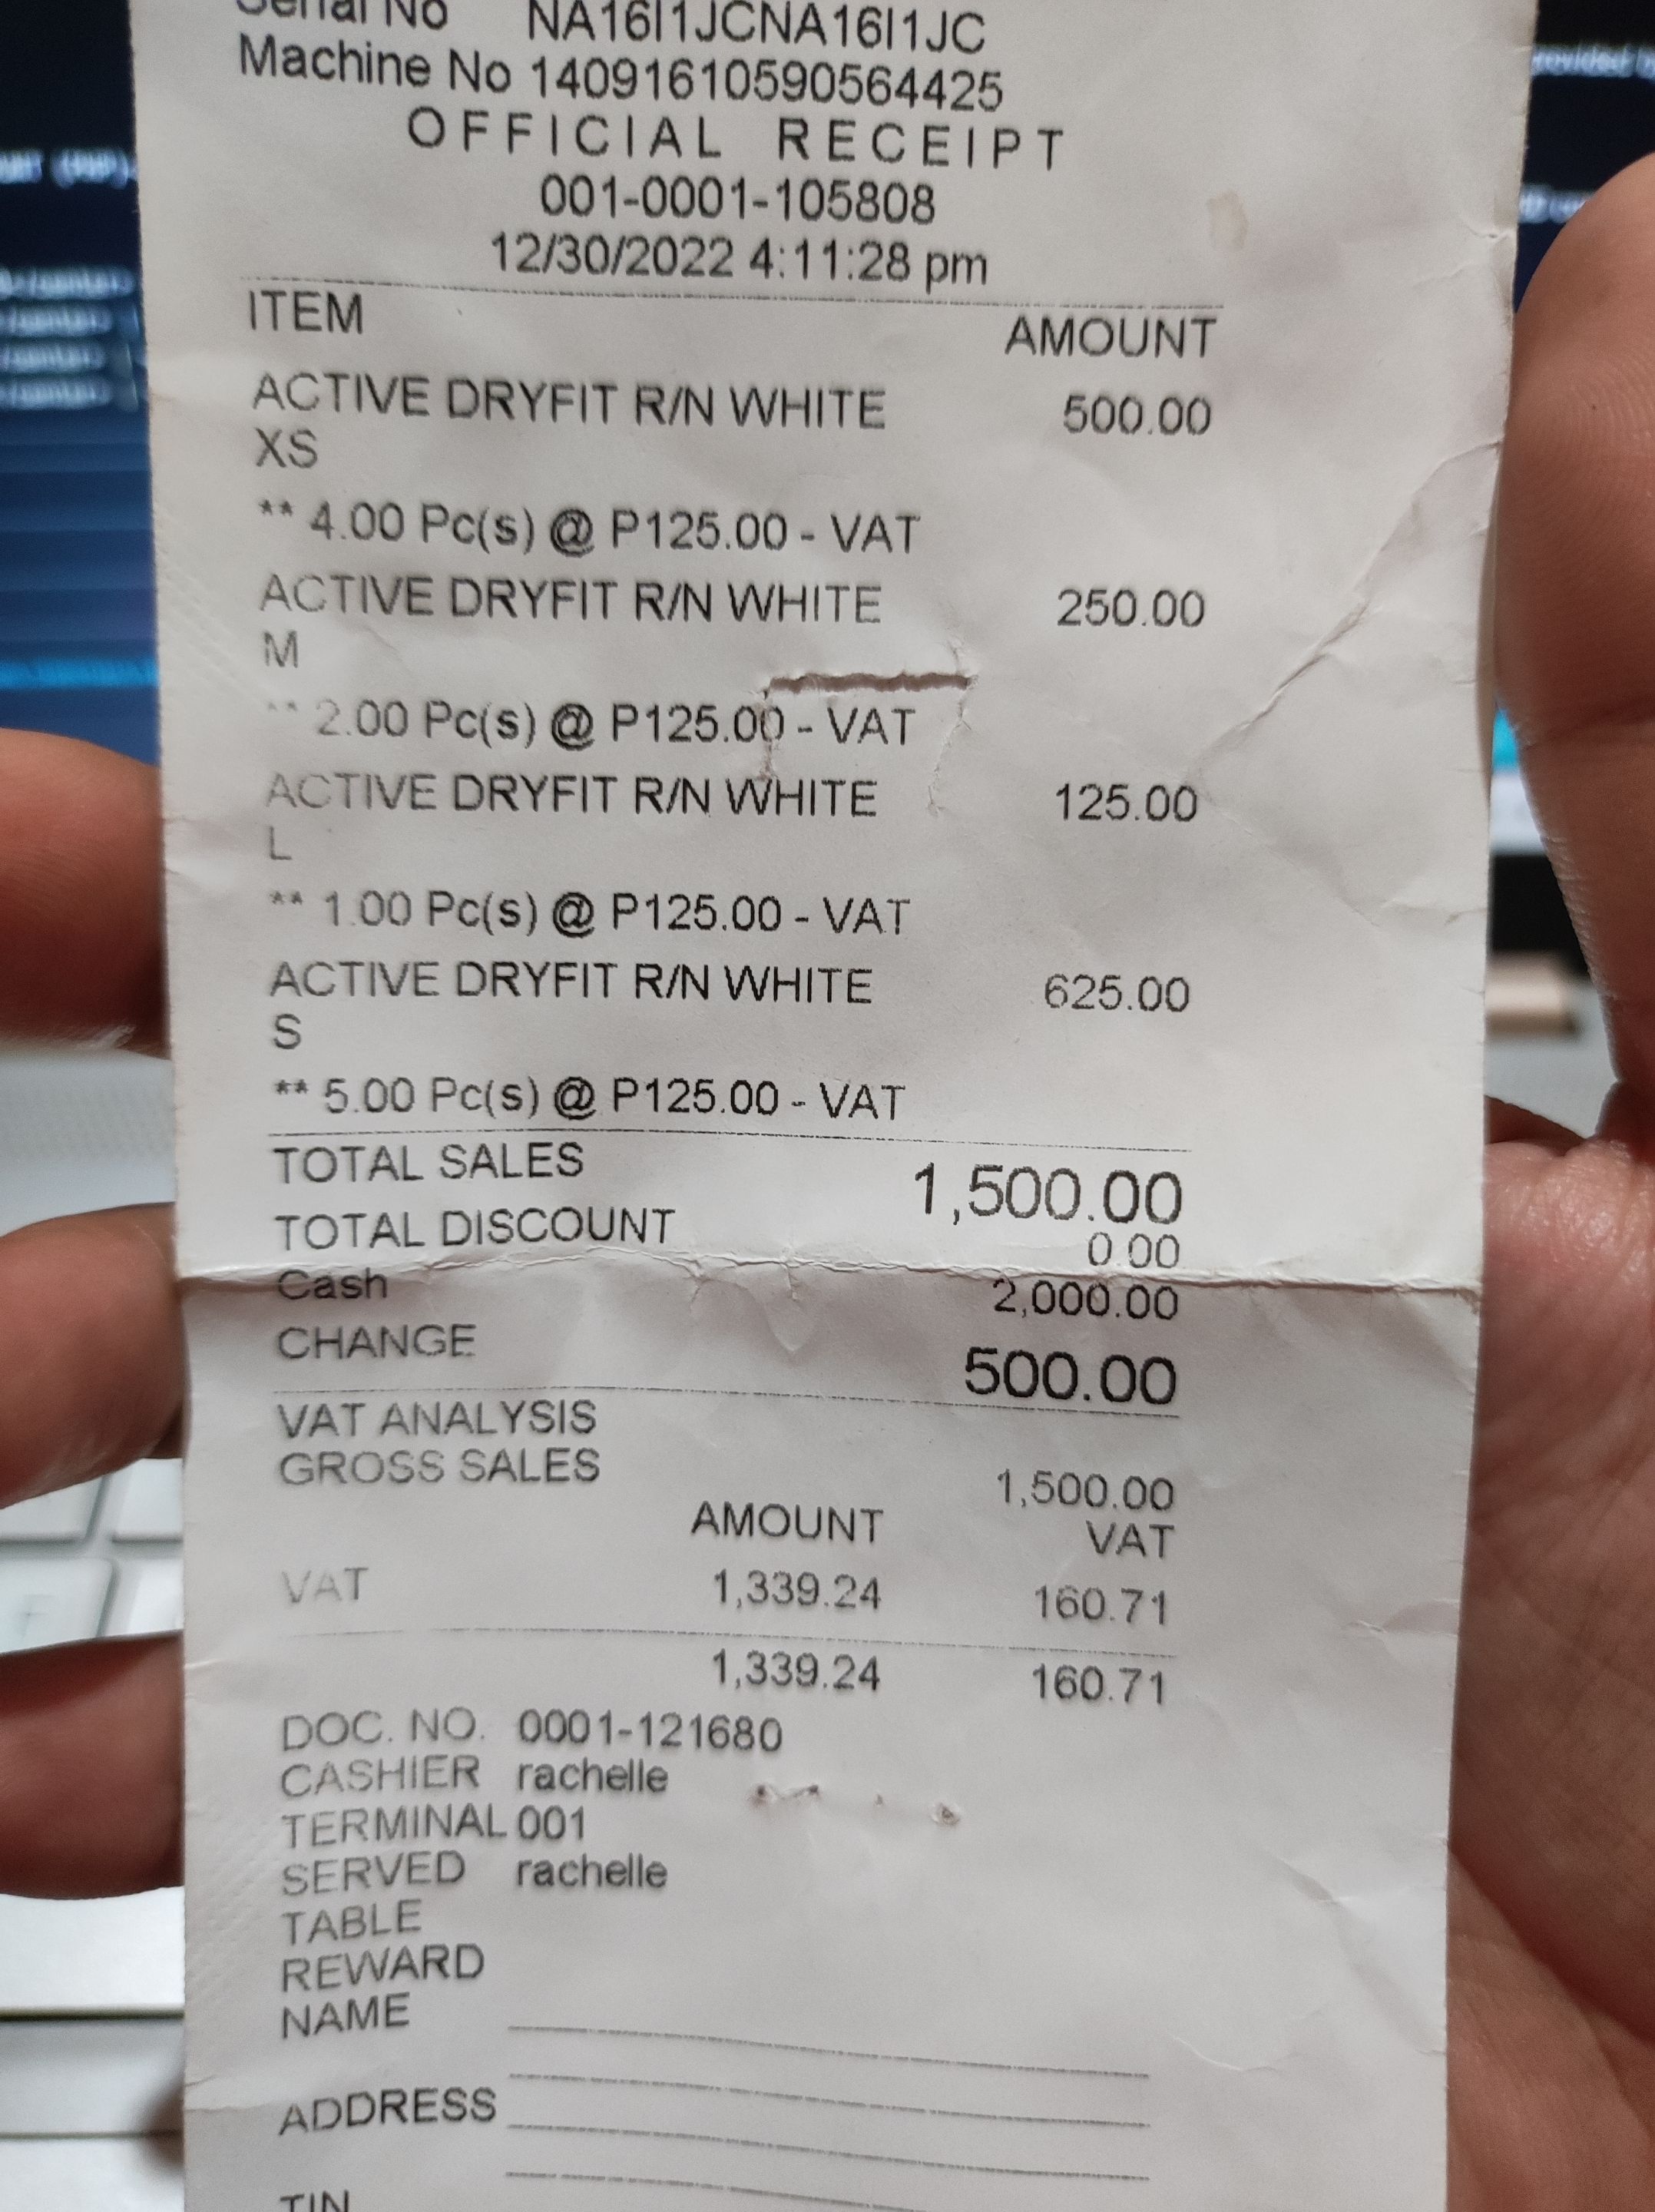 Serial No NA16I1JCNA16I1JC
Machine No 14091610590564425
OFFICIAL RECEIPT
001-0001-105808
12/30/2022 4:11:28 pm
ITEM AMOUNT
ACTIVE DRYFIT R/N WHITE 500.00
XS
** 4.00 Pc(s) @ P125.00 - VAT
ACTIVE DRYFIT R/N WHITE 250.00
M
** 2.00 Pc(s) @ P125.00 - VAT
ACTIVE DRYFIT R/N WHITE 125.00
L
** 1.00 Pc(s) @ P125.00 - VAT
ACTIVE DRYFIT R/N WHITE 625.00
S
** 5.00 Pc(s) @ P125.00 - VAT
TOTAL SALES 1,500.00
TOTAL DISCOUNT 0.00
Cash 2,000.00
CHANGE 500.00
VAT ANALYSIS
GROSS SALES 1,500.00
AMOUNT VAT
VAT 1,339.24 160.71
1,339.24 160.71
DOC. NO. 0001-121680
CASHIER rachelle
TERMINAL 001
SERVED rachelle
TABLE
REWARD
NAME
ADDRESS
TIN